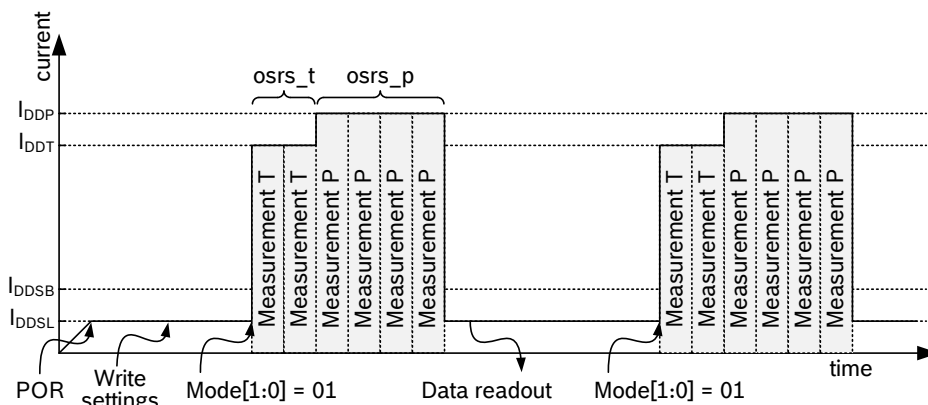 current
osrs_t
osrs_p
IDDP
IDDT
IDDSB
IDDSL
Measurement T
Measurement T
Measurement P
Measurement P
Measurement P
Measurement P
Measurement T
Measurement T
Measurement P
Measurement P
Measurement P
Measurement P
time
POR
Write
settings
Mode[1:0] = 01
Data readout
Mode[1:0] = 01